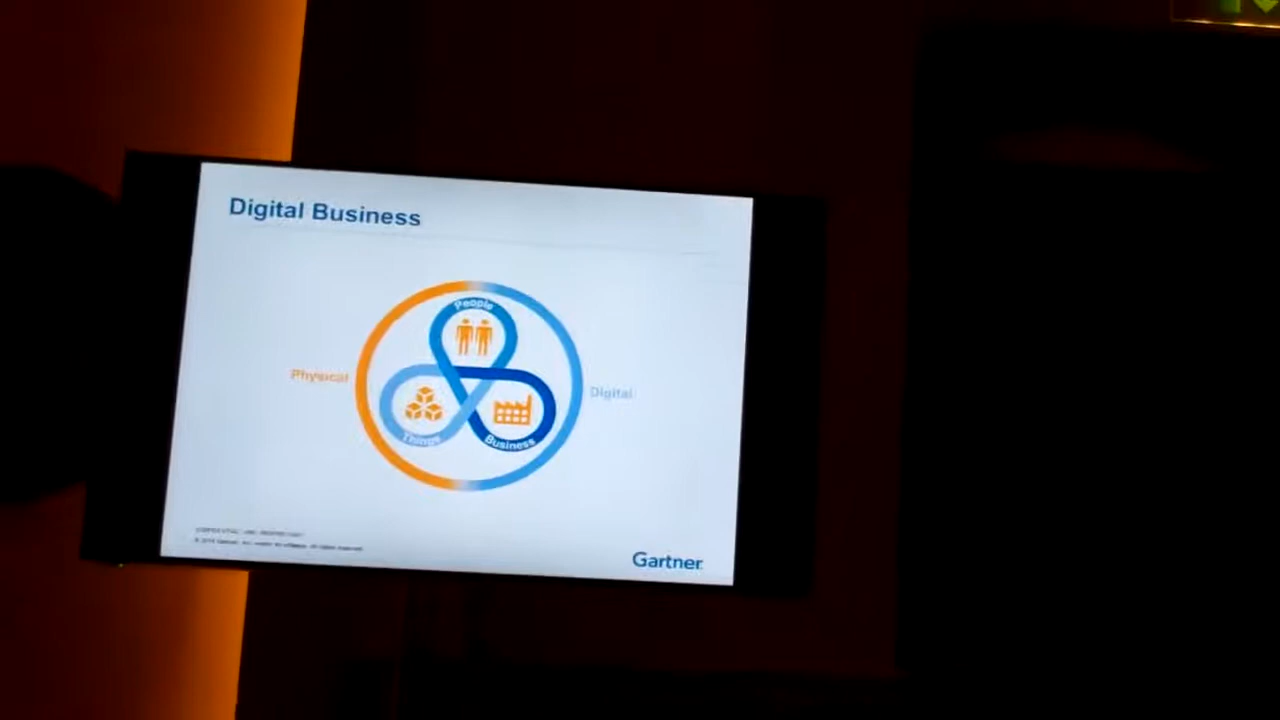 Digital Business
People
Physical
Digital
Things
Business
Gartner